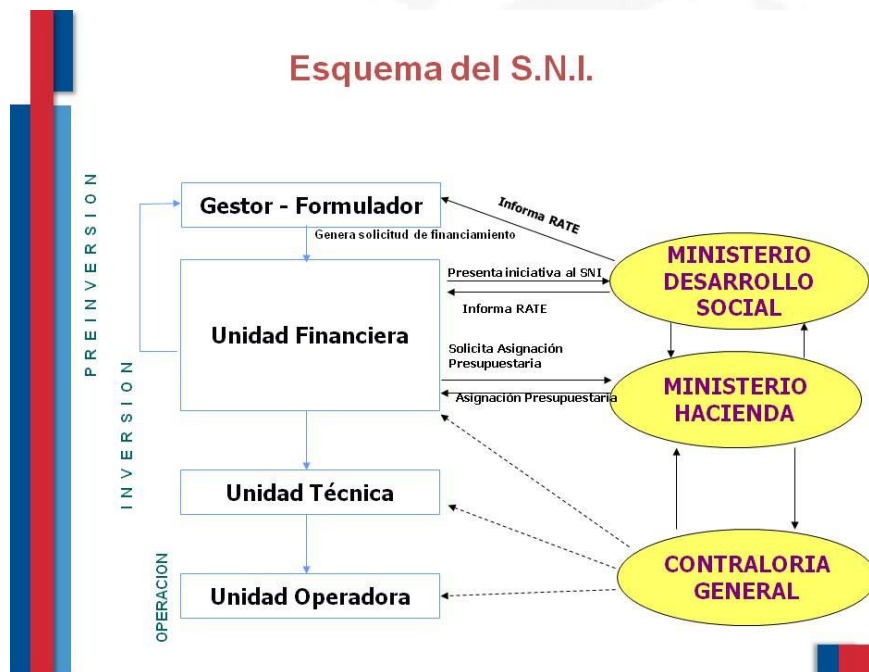 Esquema del S.N.I.
PREINVERSION
INVERSION
OPERACION
Gestor - Formulador
Informa RATE
Genera solicitud de financiamiento
MINISTERIO
DESARROLLO
SOCIAL
Presenta iniciativa al SNI
Informa RATE
Unidad Financiera
Solicita Asignación
Presupuestaria
Asignación Presupuestaria
MINISTERIO
HACIENDA
Unidad Técnica
CONTRALORIA
GENERAL
Unidad Operadora